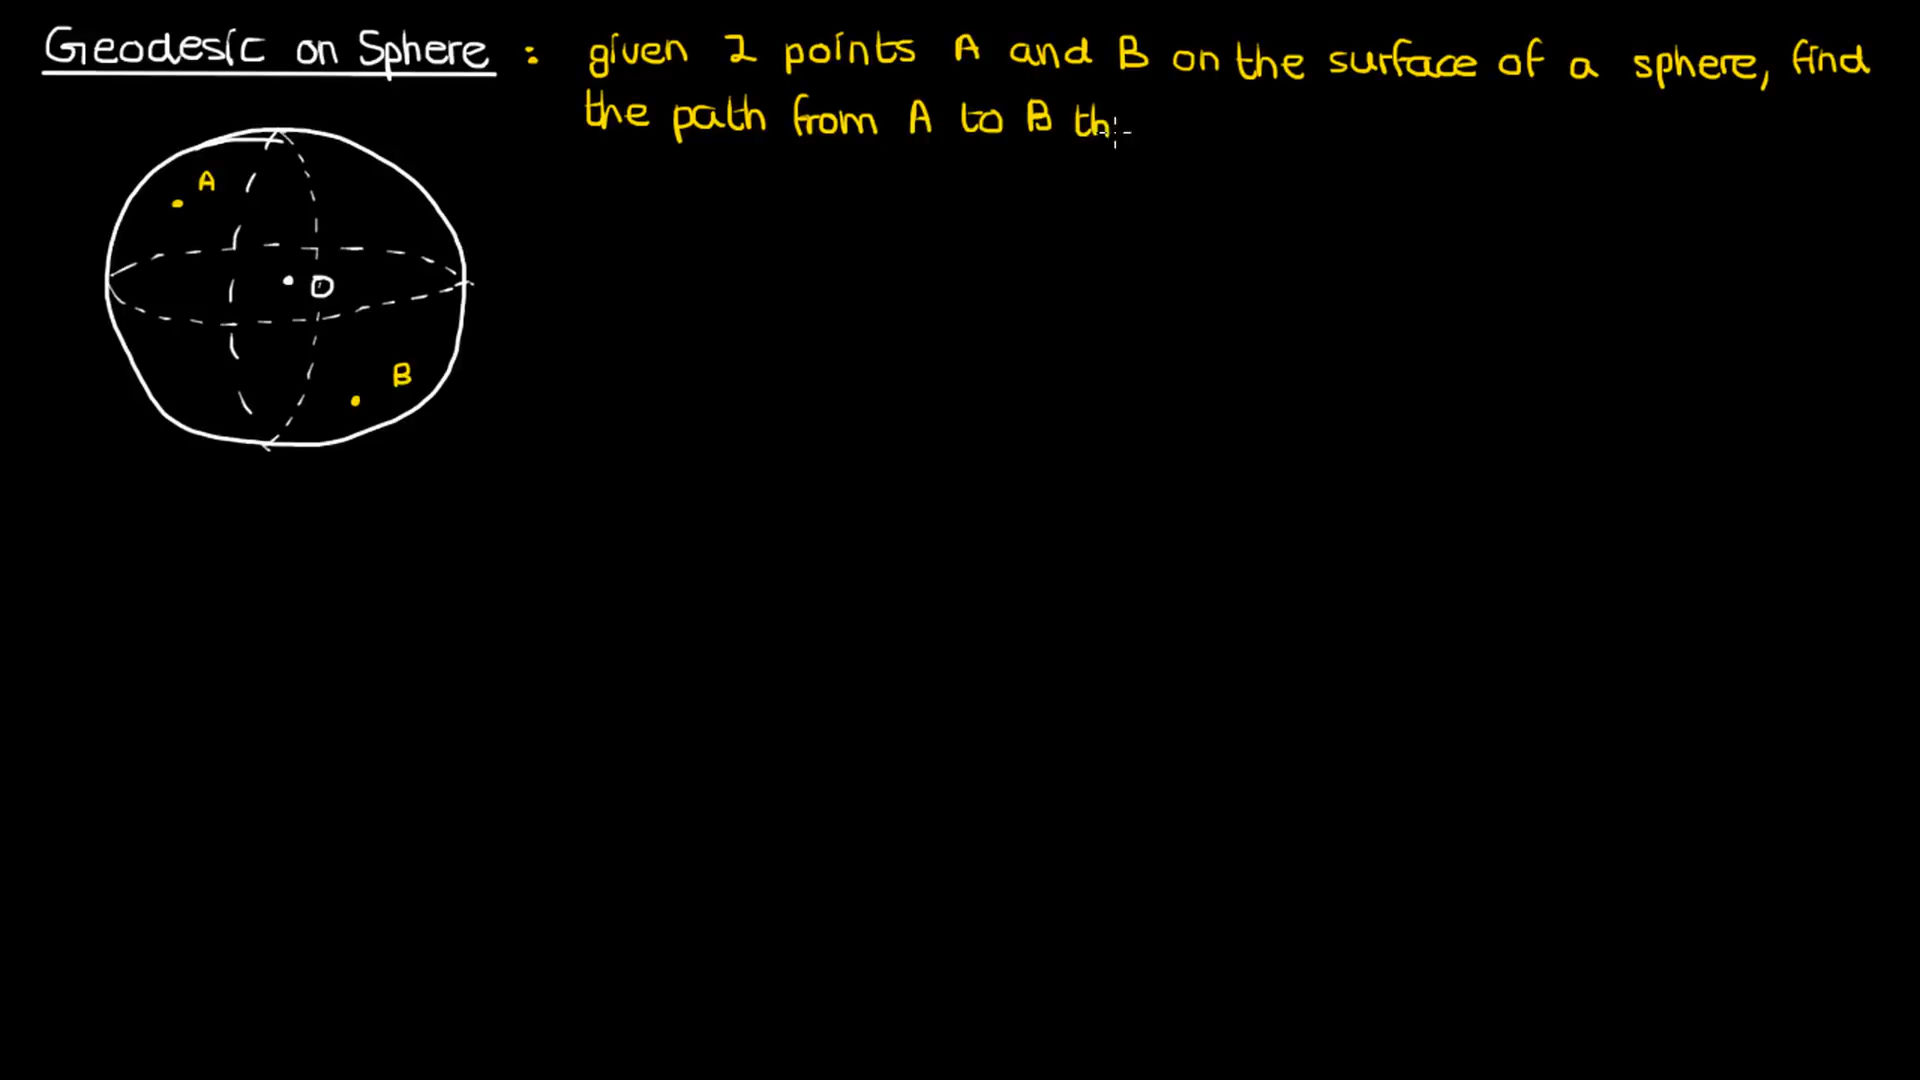 Geodesic on Sphere : given 2 points A and B on the surface of a sphere, find
the path from A to B th
A
O
B